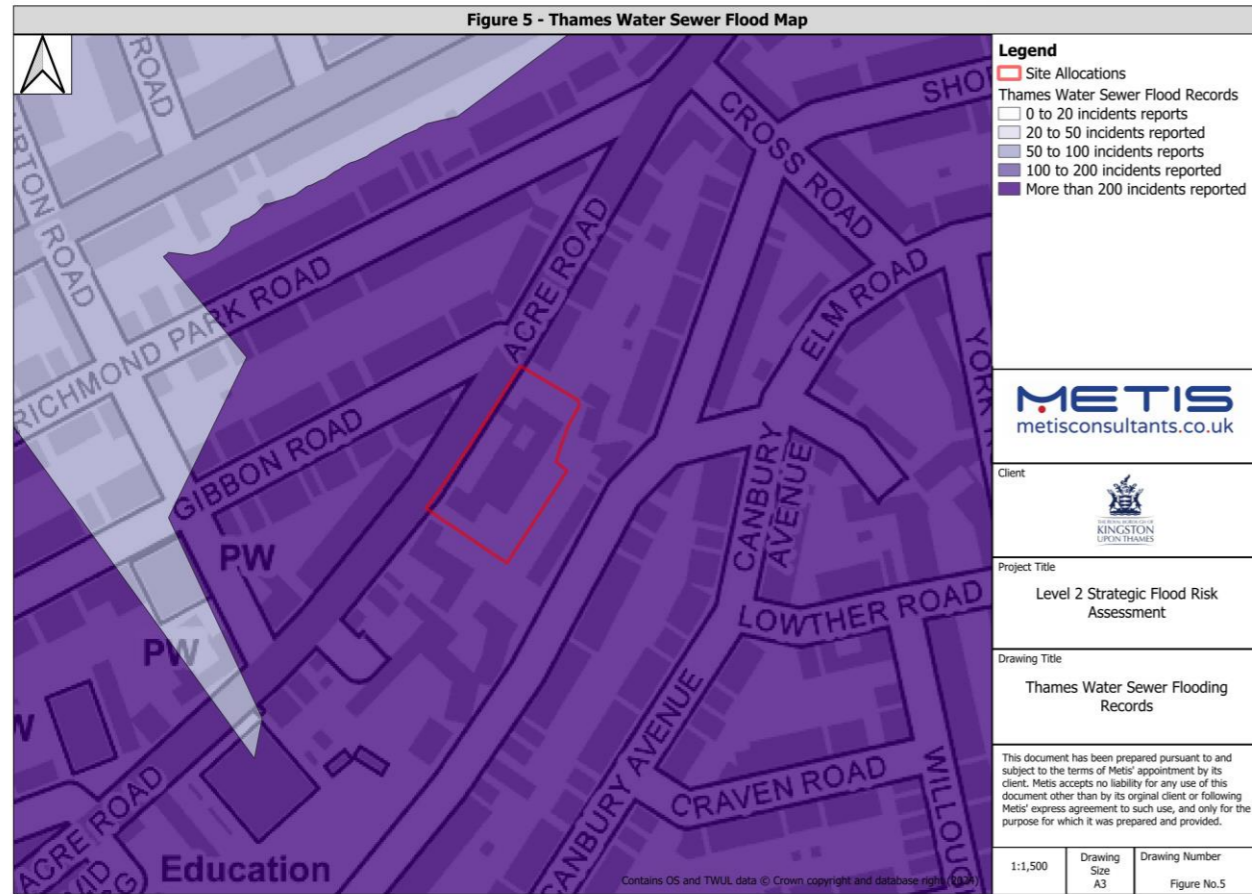 Figure 5 - Thames Water Sewer Flood Map
ROAD
RICHMOND PARK ROAD
GIBBON ROAD
ACRE ROAD
CROSS ROAD
ELM ROAD
CANBURY
AVENUE
LOWTHER ROAD
CANBURY AVENUE
CRAVEN ROAD
PW
PW
ACRE ROAD
Education
Contains OS and TWUL data © Crown copyright and database right
Legend
Site Allocations
Thames Water Sewer Flood Records
0 to 20 incidents reports
20 to 50 incidents reported
50 to 100 incidents reports
100 to 200 incidents reported
More than 200 incidents reported
METIS
metisconsultants.co.uk
Client
THE ROYAL BOROUGH OF
KINGSTON
UPON THAMES
Project Title
Level 2 Strategic Flood Risk
Assessment
Drawing Title
Thames Water Sewer Flooding
Records
This document has been prepared pursuant to and
subject to the terms of Metis' appointment by its
client. Metis accepts no liability for any use of this
document other than by its orginal client or following
Metis' express agreement to such use, and only for the
purpose for which it was prepared and provided.
1:1,500
Drawing
Size
A3
Drawing Number
Figure No.5